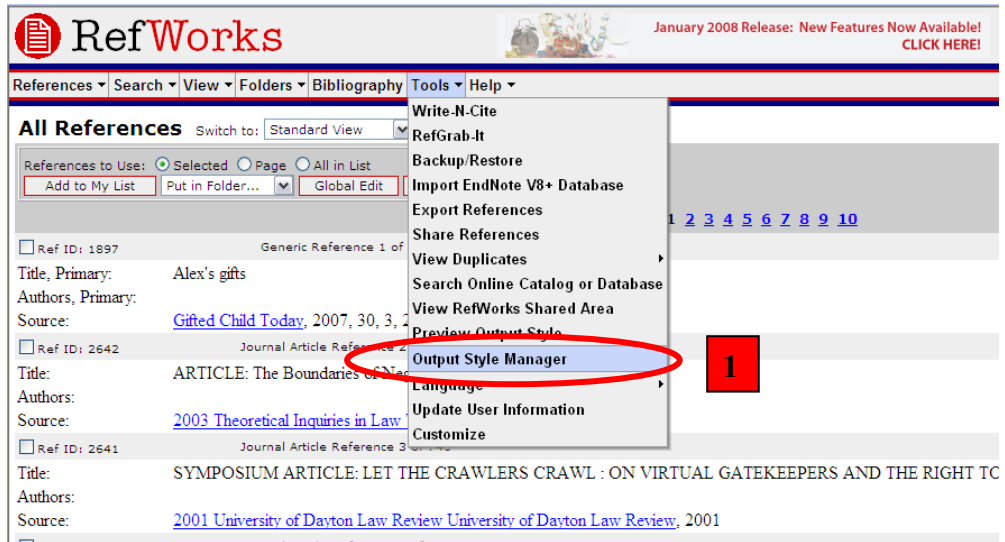 RefWorks
January 2008 Release: New Features Now Available!
CLICK HERE!
References Search View Folders Bibliography Tools Help
All References Switch to: Standard View
References to Use: Selected Page All in List
Add to My List Put in Folder... Global Edit
1 2 3 4 5 6 7 8 9 10
Write-N-Cite
RefGrab-It
Backup/Restore
Import EndNote V8+ Database
Export References
Share References
View Duplicates
Search Online Catalog or Database
View RefWorks Shared Area
Preview Output Style
Output Style Manager
Language
Update User Information
Customize
1
Ref ID: 1897 Generic Reference 1 of
Title, Primary: Alex's gifts
Authors, Primary:
Source: Gifted Child Today, 2007, 30, 3,
Ref ID: 2642 Journal Article Reference 2
Title: ARTICLE: The Boundaries of
Authors:
Source: 2003 Theoretical Inquiries in Law
Ref ID: 2641 Journal Article Reference 3
Title: SYMPOSIUM ARTICLE: LET THE CRAWLERS CRAWL : ON VIRTUAL GATEKEEPERS AND THE RIGHT TO
Authors:
Source: 2001 University of Dayton Law Review University of Dayton Law Review, 2001